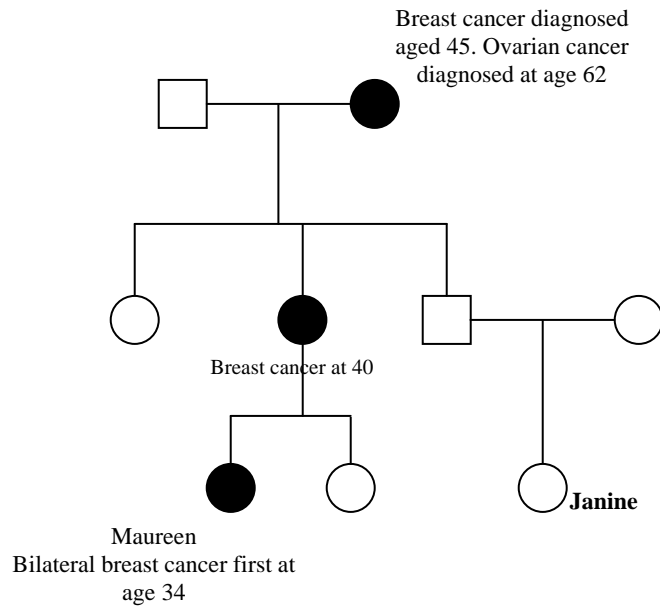 Breast cancer diagnosed
aged 45. Ovarian cancer
diagnosed at age 62
Breast cancer at 40
Janine
Maureen
Bilateral breast cancer first at
age 34